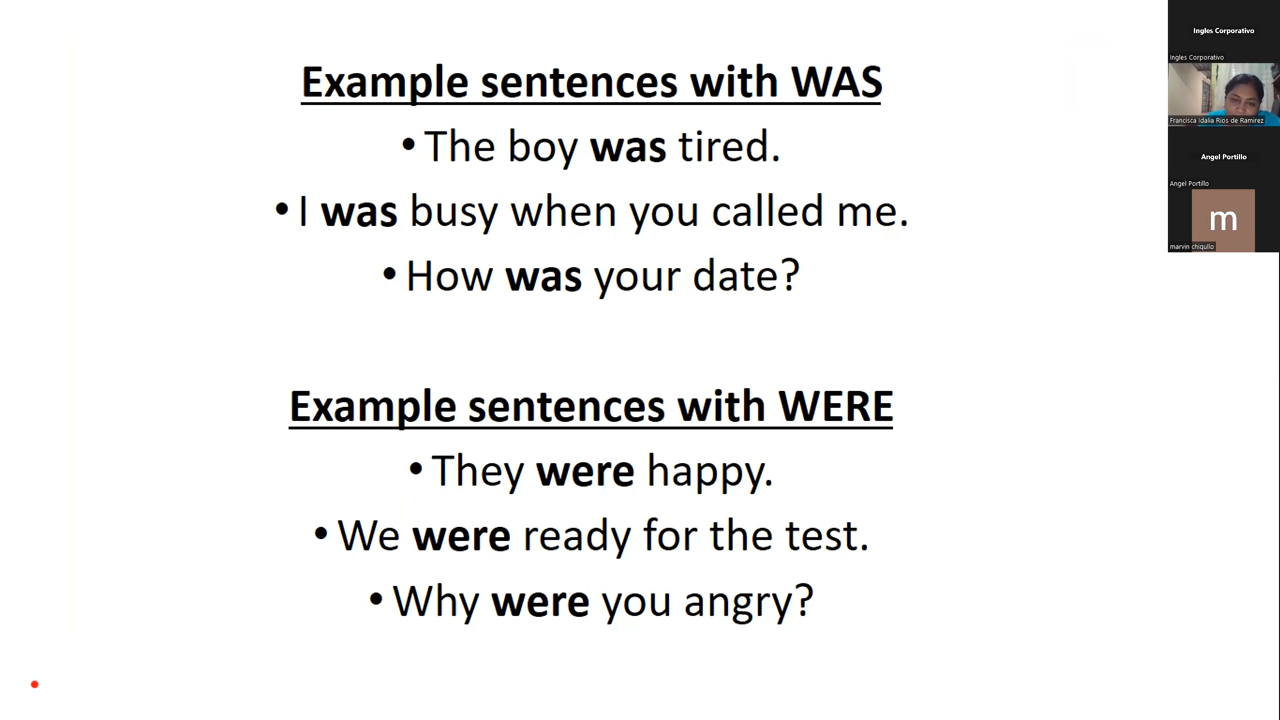 Example sentences with WAS
• The boy was tired.
• I was busy when you called me.
• How was your date?
Example sentences with WERE
• They were happy.
• We were ready for the test.
• Why were you angry?
Ingles Corporativo
Ingles Corporativo
Francisca Idalia Rios de Ramirez
Angel Portillo
Angel Portillo
m
marvin chiqullo